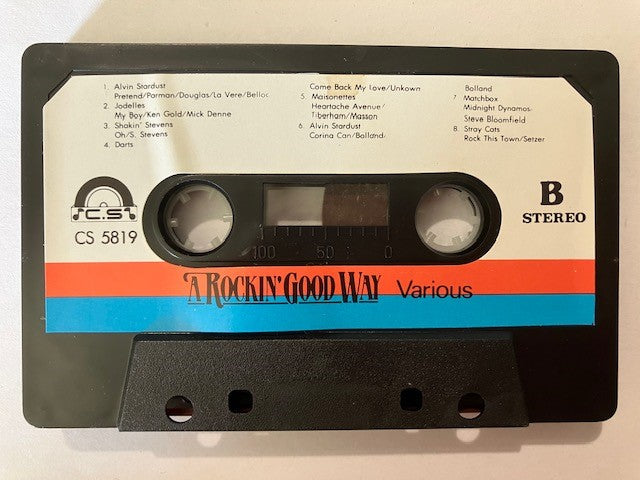 1. Alvin Stardust
Pretend/Parman/Douglas/La Vere/Belloc
2. Jodelles
My Boy/Ken Gold/Mick Denne
3. Shakin' Stevens
Oh/S. Stevens
4. Darts
Come Back My Love/Unkown
5. Maisonettes
Heartache Avenue/
Tiberham/Masson
6. Alvin Stardust
Corina Can/Bolland/
Bolland
7. Matchbox
Midnight Dynamos
Steve Bloomfield
8. Stray Cats
Rock This Town/Setzer
C.S
CS 5819
B
STEREO
100 50 0
A ROCKIN' GOOD WAY Various